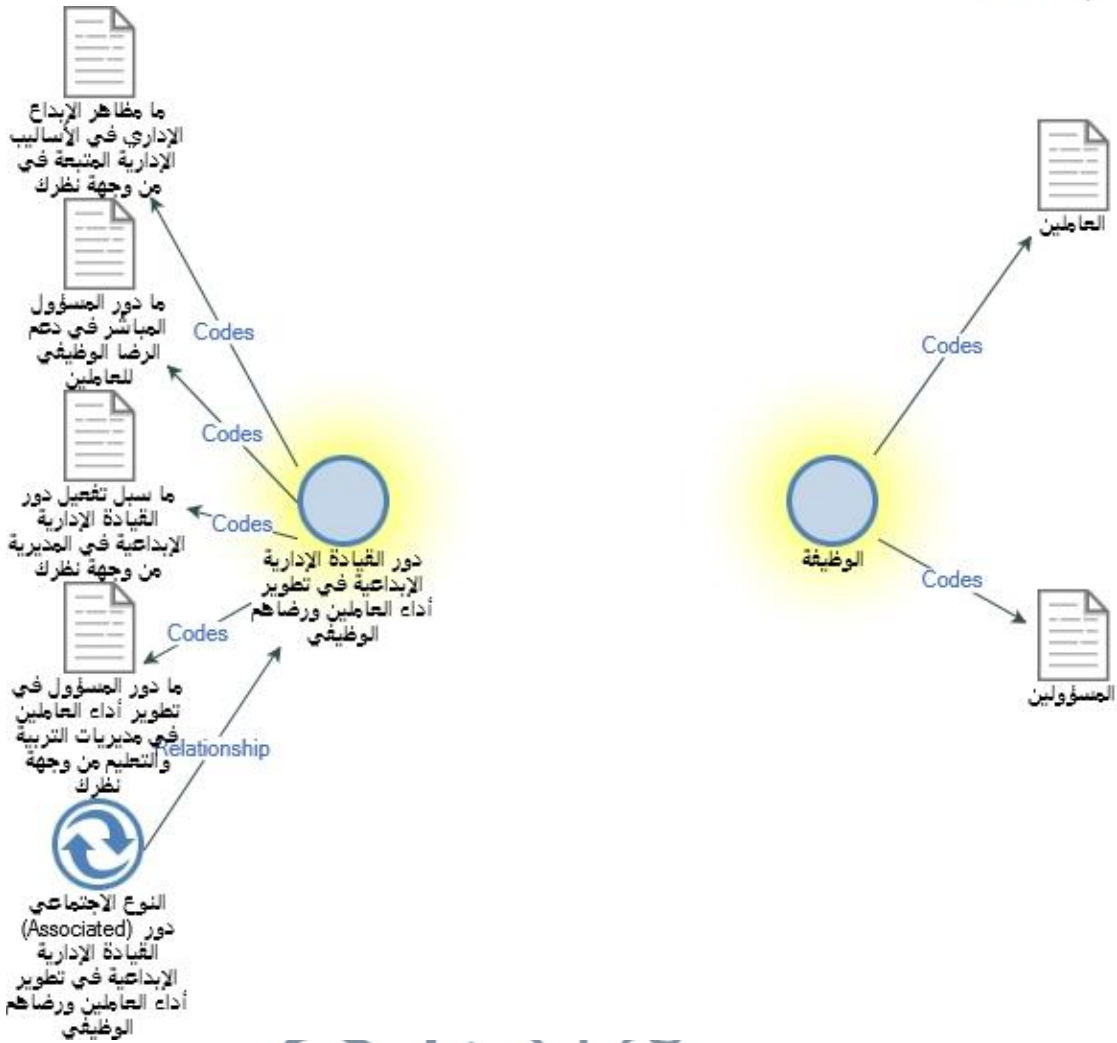 ما مظاهر الإبداع
الإداري في الأساليب
الإدارية المتبعة في
من وجهة نظرك
ما دور المسؤول
المباشر في دعم
الرضا الوظيفي
للعاملين
ما سبل تفعيل دور
القيادة الإدارية
الإبداعية في المديرية
من وجهة نظرك
ما دور المسؤول في
تطوير أداء العاملين
في مديريات التربية
والتعليم من وجهة
نظرك
النوع الاجتماعي
دور (Associated)
القيادة الإدارية
الإبداعية في تطوير
أداء العاملين ورضاهم
الوظيفي
Codes
Codes
Codes
Codes
Relationship
دور القيادة الإدارية
الإبداعية في تطوير
أداء العاملين ورضاهم
الوظيفي
الوظيفة
Codes
Codes
العاملين
المسؤولين